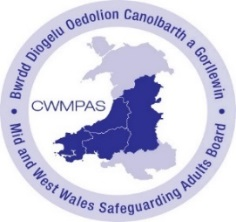 • Bwrdd Diogelu Oedolion Canolbarth a Gorllewin •
CWMPAS
Mid and West Wales Safeguarding Adults Board